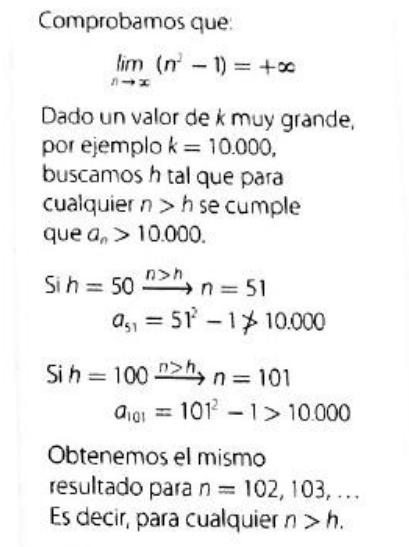 Comprobamos que:
lim (n² − 1) = +∞
n → ∞
Dado un valor de k muy grande,
por ejemplo k = 10.000,
buscamos h tal que para
cualquier n > h se cumple
que aₙ > 10.000.
Si h = 50 —n>h→ n = 51
a₅₁ = 51² − 1 ≯ 10.000
Si h = 100 —n>h→ n = 101
a₁₀₁ = 101² − 1 > 10.000
Obtenemos el mismo
resultado para n = 102, 103, ...
Es decir, para cualquier n > h.